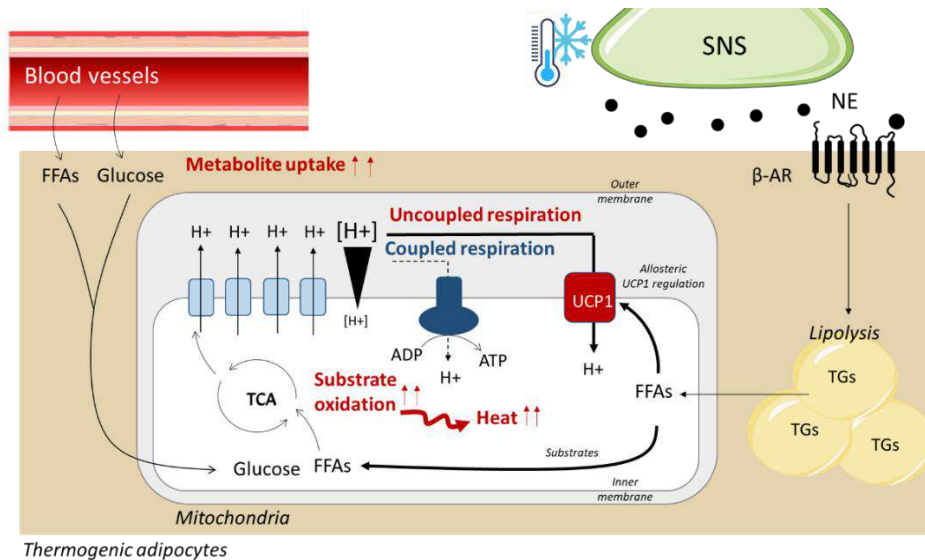 Blood vessels
SNS
NE
FFAs
Glucose
Metabolite uptake ↑ ↑
β-AR
Outer
membrane
Uncoupled respiration
H+
H+
H+
H+
[H+]
Coupled respiration
Allosteric
UCP1 regulation
UCP1
[H+]
ADP
ATP
H+
H+
Lipolysis
TGs
TGs
TGs
FFAs
TCA
Substrate
oxidation ↑↑
Heat ↑↑
Glucose
FFAs
Substrates
Inner
membrane
Mitochondria
Thermogenic adipocytes